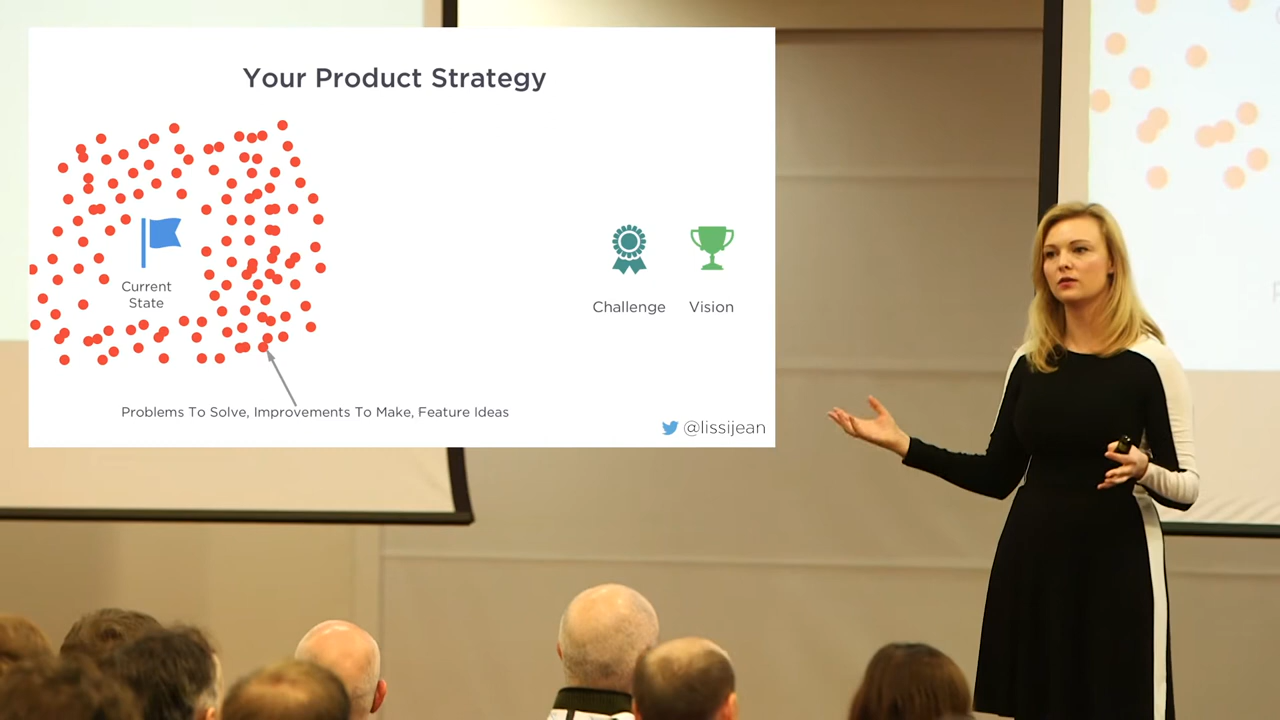 Your Product Strategy
Current
State
Challenge
Vision
Problems To Solve, Improvements To Make, Feature Ideas
@lissijean